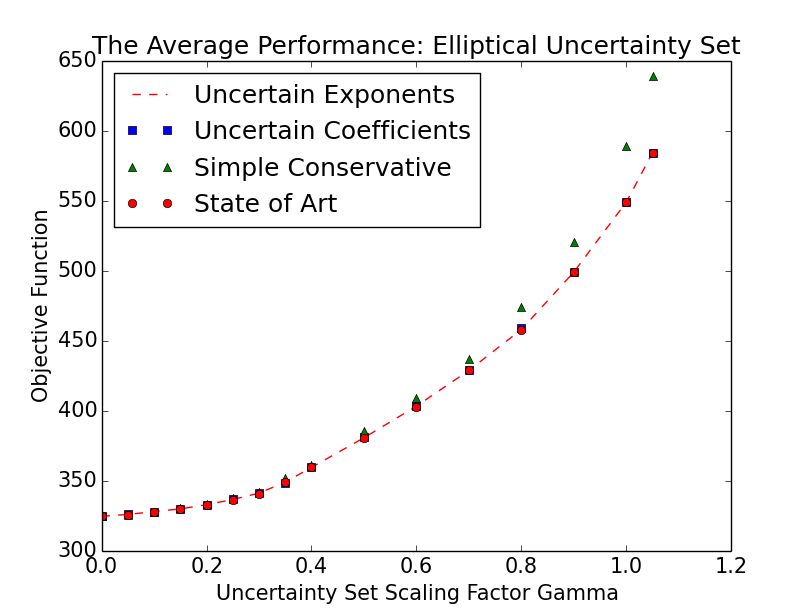 The Average Performance: Elliptical Uncertainty Set
650
600
550
500
450
400
350
300
Objective Function
Uncertain Exponents
Uncertain Coefficients
Simple Conservative
State of Art
0.0 0.2 0.4 0.6 0.8 1.0 1.2
Uncertainty Set Scaling Factor Gamma